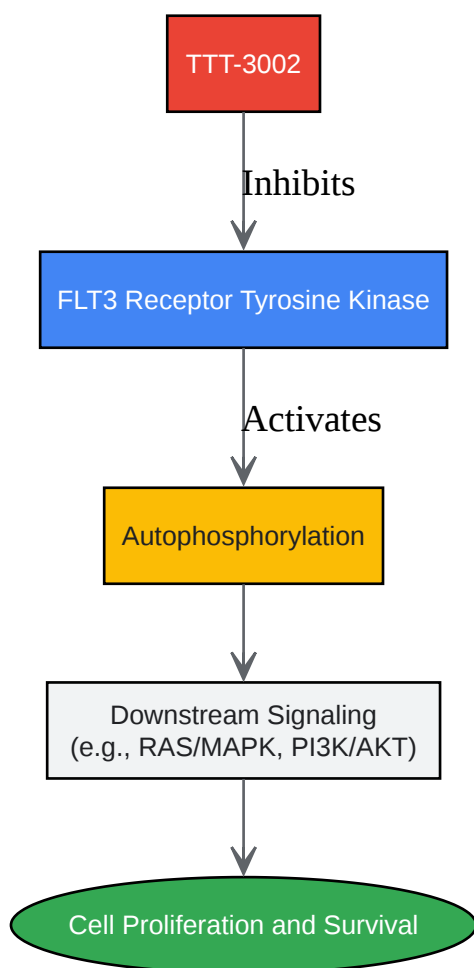 TTT-3002
Inhibits
FLT3 Receptor Tyrosine Kinase
Activates
Autophosphorylation
Downstream Signaling
(e.g., RAS/MAPK, PI3K/AKT)
Cell Proliferation and Survival